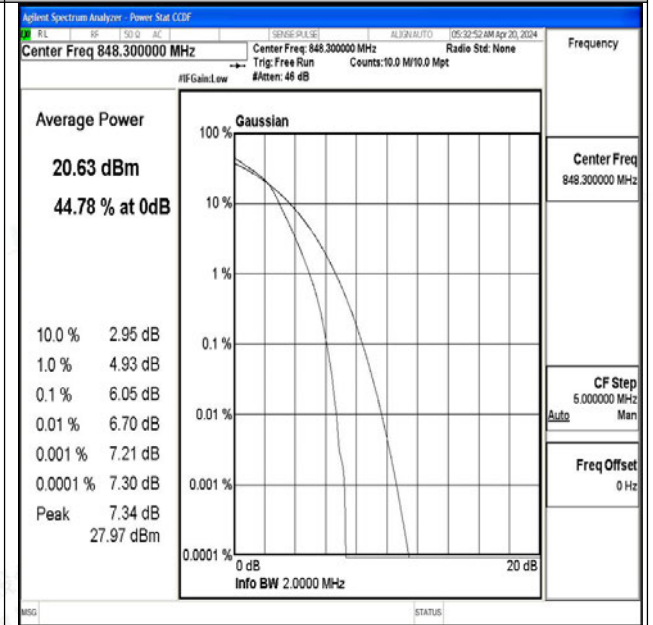 Agilent Spectrum Analyzer - Power Stat CCDF
RL RF 50 Ω AC SENSE:PULSE ALIGN AUTO 05:32:52 AM Apr 20, 2024
Center Freq 848.300000 MHz
Center Freq: 848.300000 MHz Radio Std: None
Trig: Free Run Counts:10.0 M/10.0 Mpt
#IFGain:Low #Atten: 46 dB
Frequency
Average Power
20.63 dBm
44.78 % at 0dB
10.0 % 2.95 dB
1.0 % 4.93 dB
0.1 % 6.05 dB
0.01 % 6.70 dB
0.001 % 7.21 dB
0.0001 % 7.30 dB
Peak 7.34 dB
27.97 dBm
Gaussian
100 %
10 %
1 %
0.1 %
0.01 %
0.001 %
0.0001 %
0 dB 20 dB
Info BW 2.0000 MHz
Center Freq
848.300000 MHz
CF Step
5.000000 MHz
Auto Man
Freq Offset
0 Hz
MSG STATUS